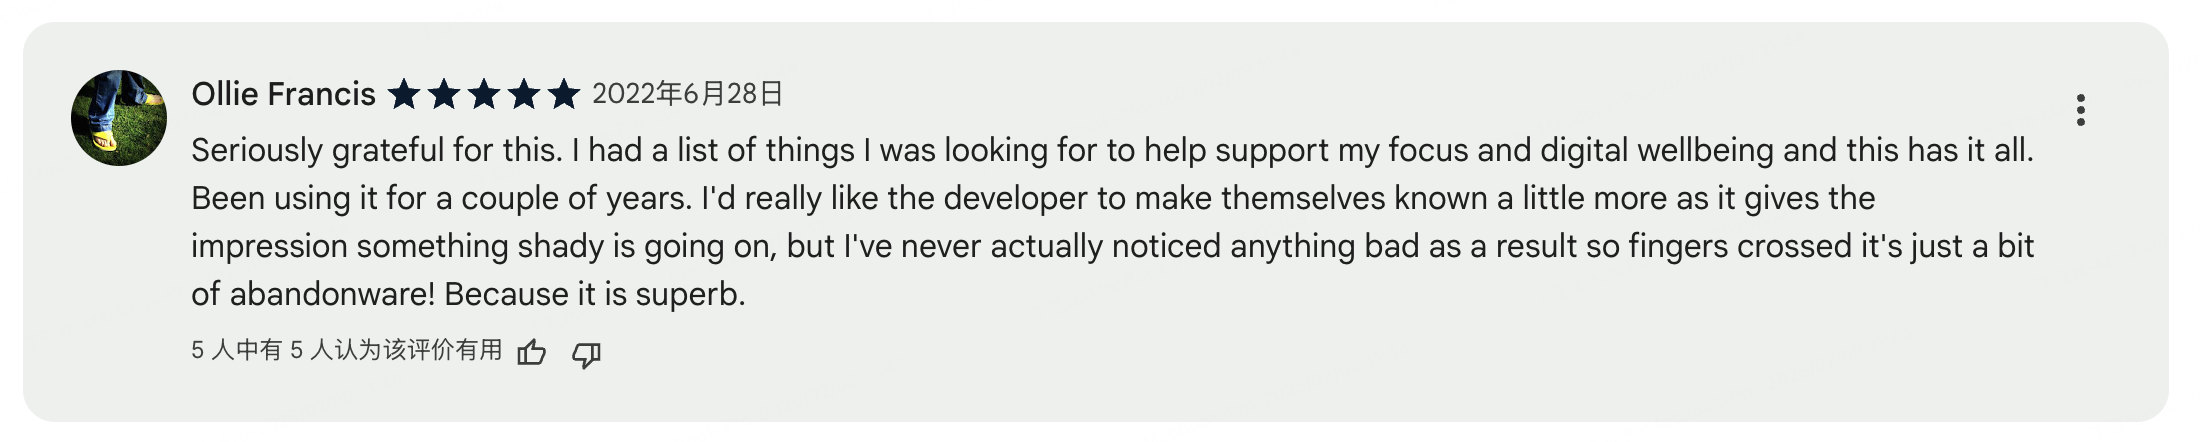 Ollie Francis ★★★★★ 2022年6月28日
Seriously grateful for this. I had a list of things I was looking for to help support my focus and digital wellbeing and this has it all.
Been using it for a couple of years. I'd really like the developer to make themselves known a little more as it gives the
impression something shady is going on, but I've never actually noticed anything bad as a result so fingers crossed it's just a bit
of abandonware! Because it is superb.
5 人中有 5 人认为该评价有用